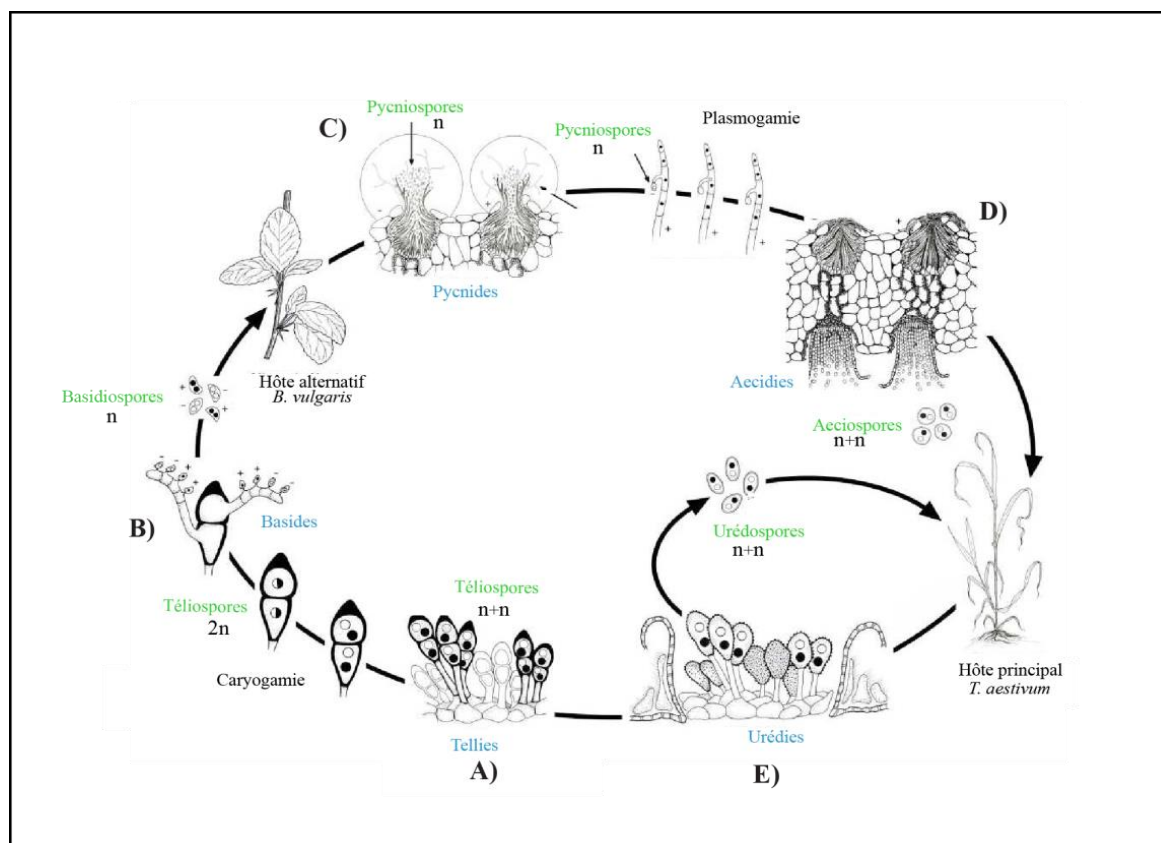 C)
Pycniospores
n
Pycniospores
n
Plasmogamie
-
+
-
+
+
+
-
+
D)
Pycnides
Aecidies
Hôte alternatif
B. vulgaris
Basidiospores
n
+
-
-
+
Aeciospores
n+n
Urédospores
n+n
B)
Basides
Téliospores
2n
Téliospores
n+n
Caryogamie
Hôte principal
T. aestivum
Tellies
Urédies
A)
E)